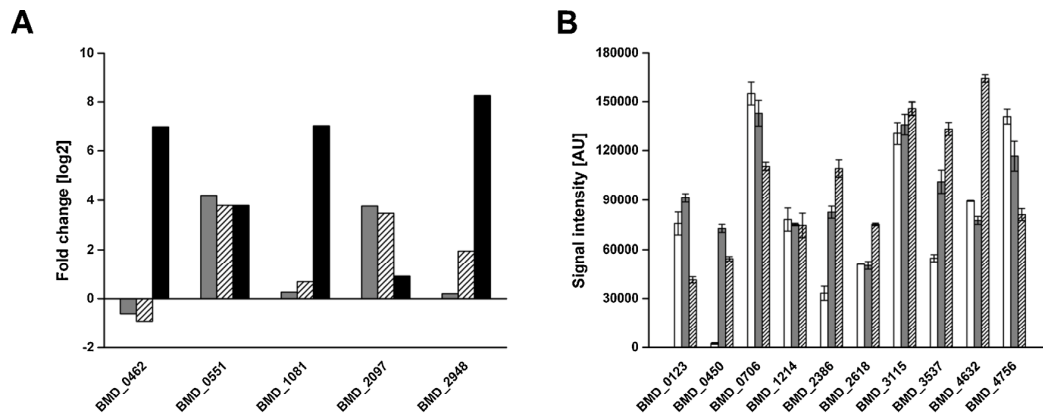 A
Fold change [log2]
10
8
6
4
2
0
-2
BMD_0462
BMD_0551
BMD_1081
BMD_2097
BMD_2948
B
Signal intensity [AU]
180000
150000
120000
90000
60000
30000
0
BMD_0123
BMD_0450
BMD_0706
BMD_1214
BMD_2386
BMD_2618
BMD_3115
BMD_3537
BMD_4632
BMD_4756